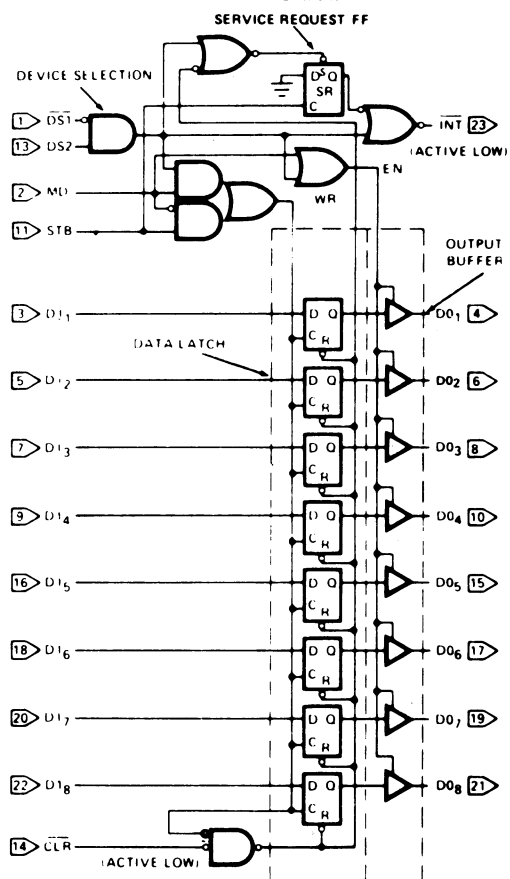 SERVICE REQUEST FF
DEVICE SELECTION
D S Q
SR
C
1 DS1
13 DS2
INT 23
(ACTIVE LOW)
2 MD
EN
WR
11 STB
OUTPUT
BUFFER
3 DI1 D Q C R DO1 4
DATA LATCH
5 DI2 D Q C R DO2 6
7 DI3 D Q C R DO3 8
9 DI4 D Q C R DO4 10
16 DI5 D Q C R DO5 15
18 DI6 D Q C R DO6 17
20 DI7 D Q C R DO7 19
22 DI8 D Q C R DO8 21
14 CLR
(ACTIVE LOW)